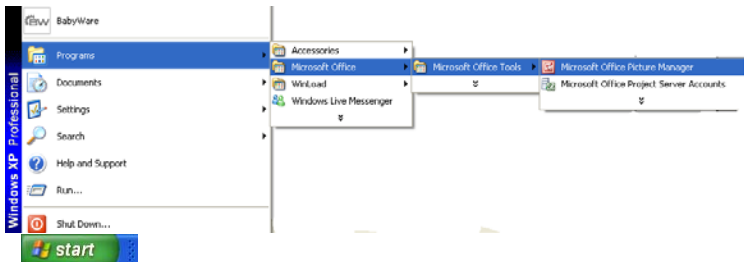 BabyWare
Programs
Documents
Settings
Search
Help and Support
Run...
Shut Down...
Windows XP Professional
start
Accessories
Microsoft Office
WinLoad
Windows Live Messenger
Microsoft Office Tools
Microsoft Office Picture Manager
Microsoft Office Project Server Accounts